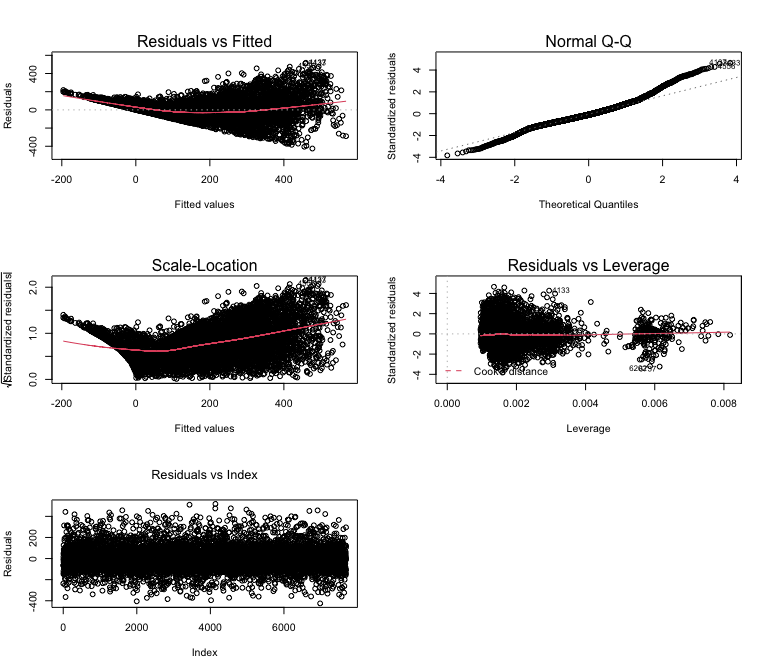 Residuals vs Fitted
Residuals
400
0
400
-200
0
200
400
Fitted values
Normal Q-Q
Standardized residuals
4
2
0
-2
-4
-4
-2
0
2
4
Theoretical Quantiles
Scale-Location
√|Standardized residuals|
2.0
1.0
0.0
-200
0
200
400
Fitted values
Residuals vs Leverage
Standardized residuals
4
2
0
-2
-4
4133
Cook's distance
0.000
0.002
0.004
0.006
0.008
Leverage
Residuals vs Index
Residuals
200
0
-400
0
2000
4000
6000
Index